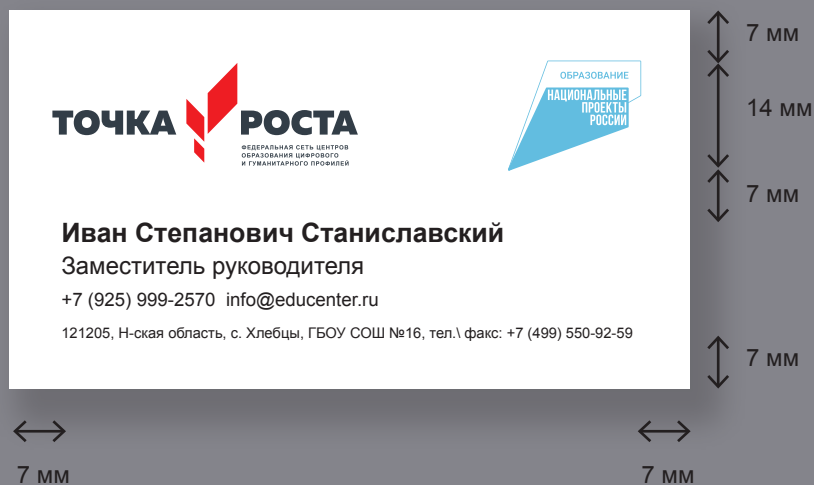 ТОЧКА РОСТА
ФЕДЕРАЛЬНАЯ СЕТЬ ЦЕНТРОВ
ОБРАЗОВАНИЯ ЦИФРОВОГО
И ГУМАНИТАРНОГО ПРОФИЛЕЙ
ОБРАЗОВАНИЕ
НАЦИОНАЛЬНЫЕ
ПРОЕКТЫ
РОССИИ
Иван Степанович Станиславский
Заместитель руководителя
+7 (925) 999-2570 info@educenter.ru
121205, Н-ская область, с. Хлебцы, ГБОУ СОШ №16, тел.\ факс: +7 (499) 550-92-59
7 мм
14 мм
7 мм
7 мм
7 мм
7 мм